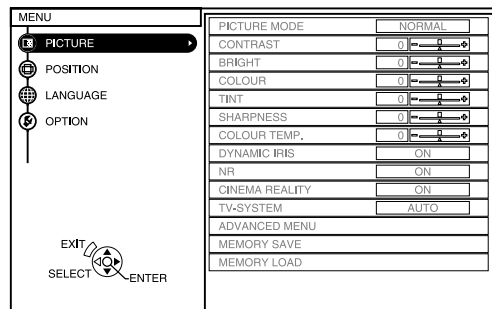 MENU
PICTURE
POSITION
LANGUAGE
OPTION
EXIT
SELECT
ENTER
PICTURE MODE NORMAL
CONTRAST 0
BRIGHT 0
COLOUR 0
TINT 0
SHARPNESS 0
COLOUR TEMP. 0
DYNAMIC IRIS ON
NR ON
CINEMA REALITY ON
TV-SYSTEM AUTO
ADVANCED MENU
MEMORY SAVE
MEMORY LOAD